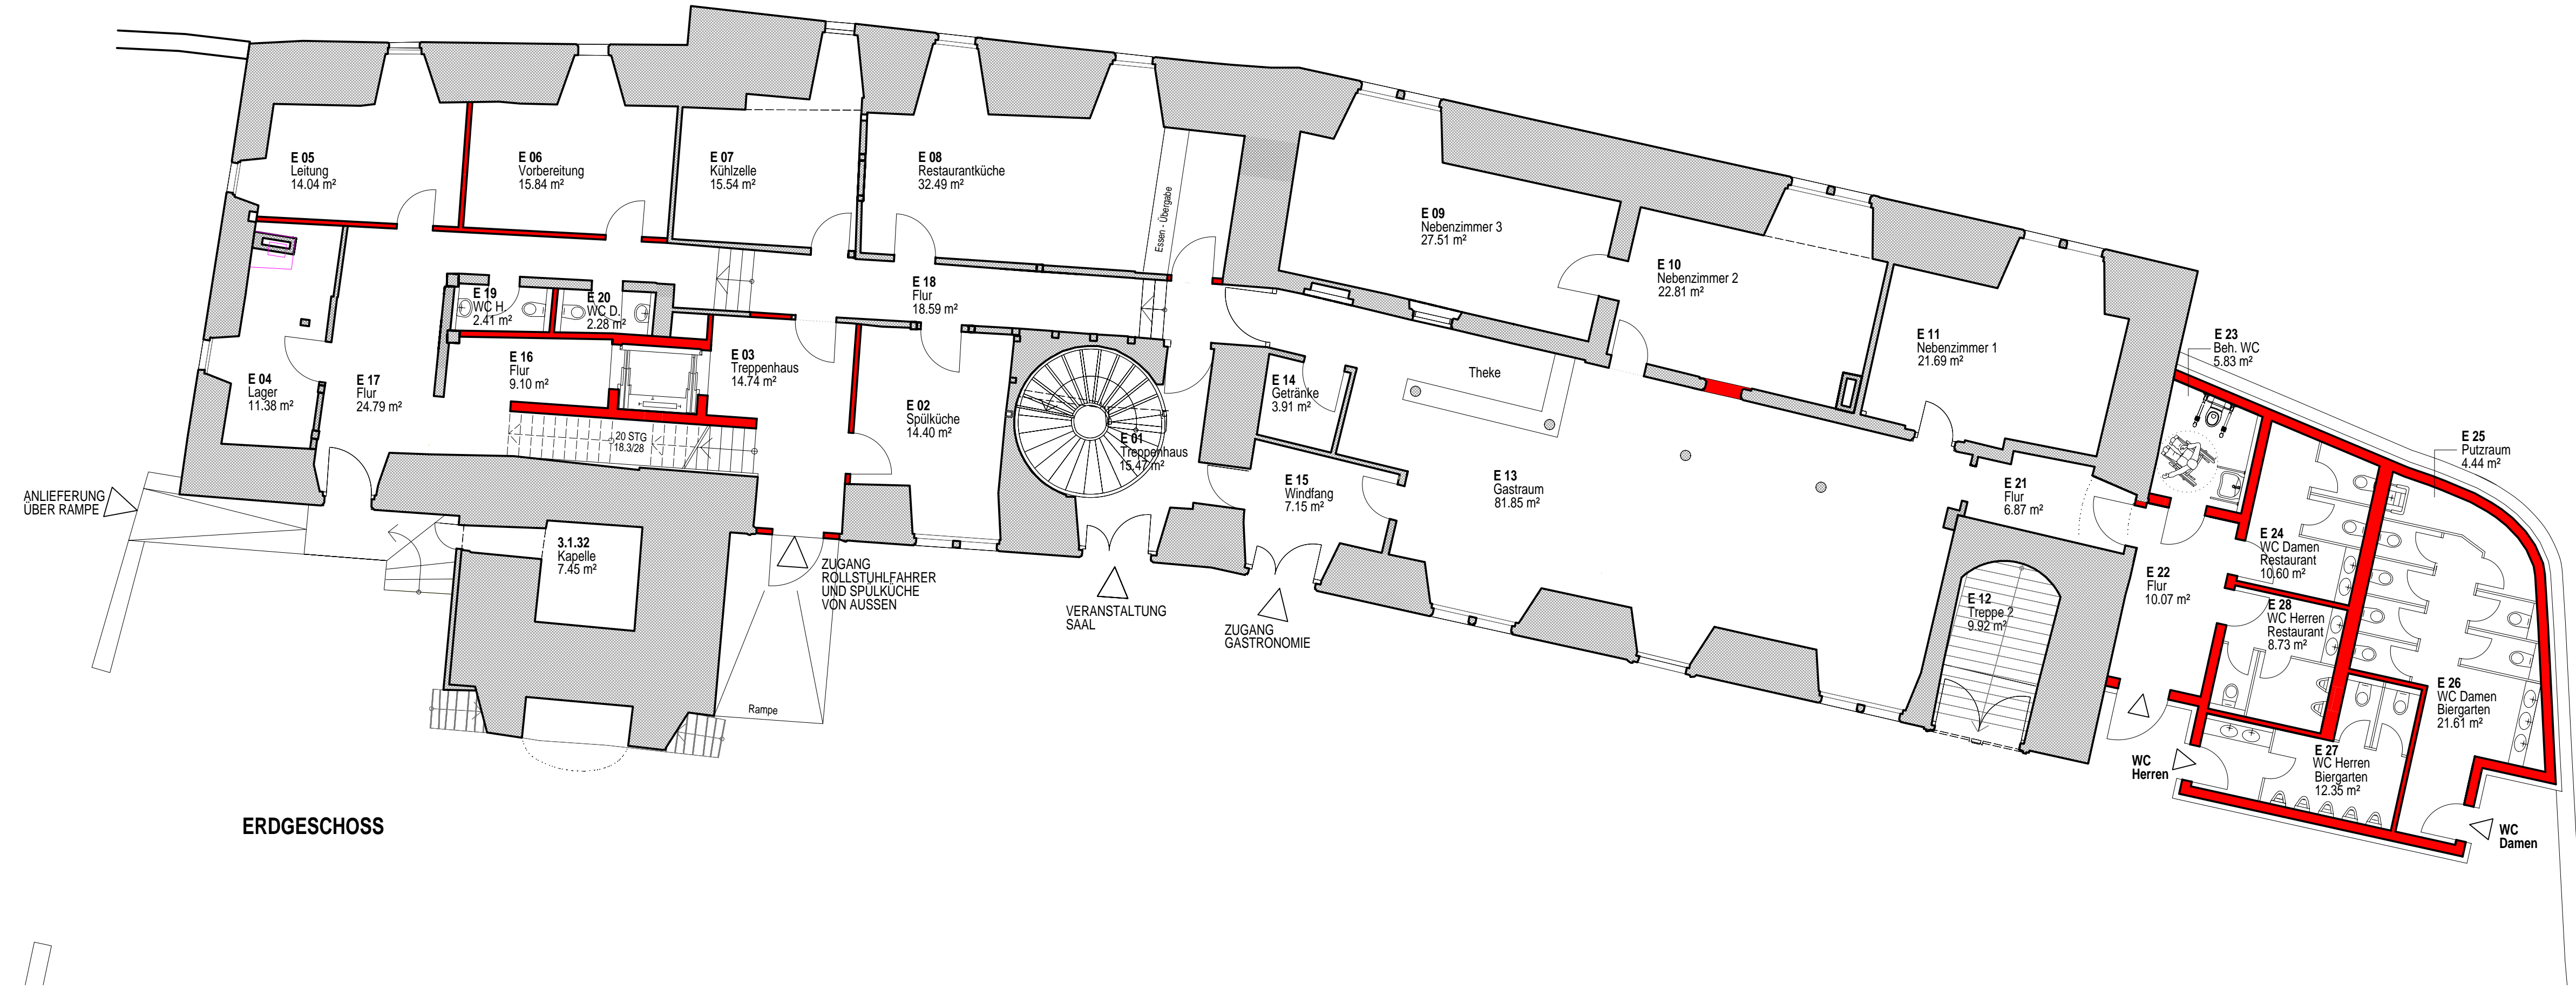 E 05
Leitung
14.04 m²
E 06
Vorbereitung
15.84 m²
E 07
Kühlzelle
15.54 m²
E 08
Restaurantküche
32.49 m²
Essen - Übergabe
E 09
Nebenzimmer 3
27.51 m²
E 10
Nebenzimmer 2
22.81 m²
E 11
Nebenzimmer 1
21.69 m²
E 23
Beh. WC
5.83 m²
E 25
Putzraum
4.44 m²
E 04
Lager
11.38 m²
E 17
Flur
24.79 m²
E 19
WC H.
2.41 m²
E 20
WC D.
2.28 m²
E 18
Flur
18.59 m²
E 16
Flur
9.10 m²
E 03
Treppenhaus
14.74 m²
E 02
Spülküche
14.40 m²
20 STG
18.3/28
E 01
Treppenhaus
15.47 m²
E 14
Getränke
3.91 m²
Theke
E 15
Windfang
7.15 m²
E 13
Gastraum
81.85 m²
E 21
Flur
6.87 m²
E 12
Treppe 2
9.92 m²
E 22
Flur
10.07 m²
E 24
WC Damen
Restaurant
10.60 m²
E 28
WC Herren
Restaurant
8.73 m²
E 26
WC Damen
Biergarten
21.61 m²
E 27
WC Herren
Biergarten
12.35 m²
ANLIEFERUNG
ÜBER RAMPE
3.1.32
Kapelle
7.45 m²
ZUGANG
ROLLSTUHLFAHRER
UND SPÜLKÜCHE
VON AUSSEN
Rampe
VERANSTALTUNG
SAAL
ZUGANG
GASTRONOMIE
WC
Herren
WC
Damen
ERDGESCHOSS